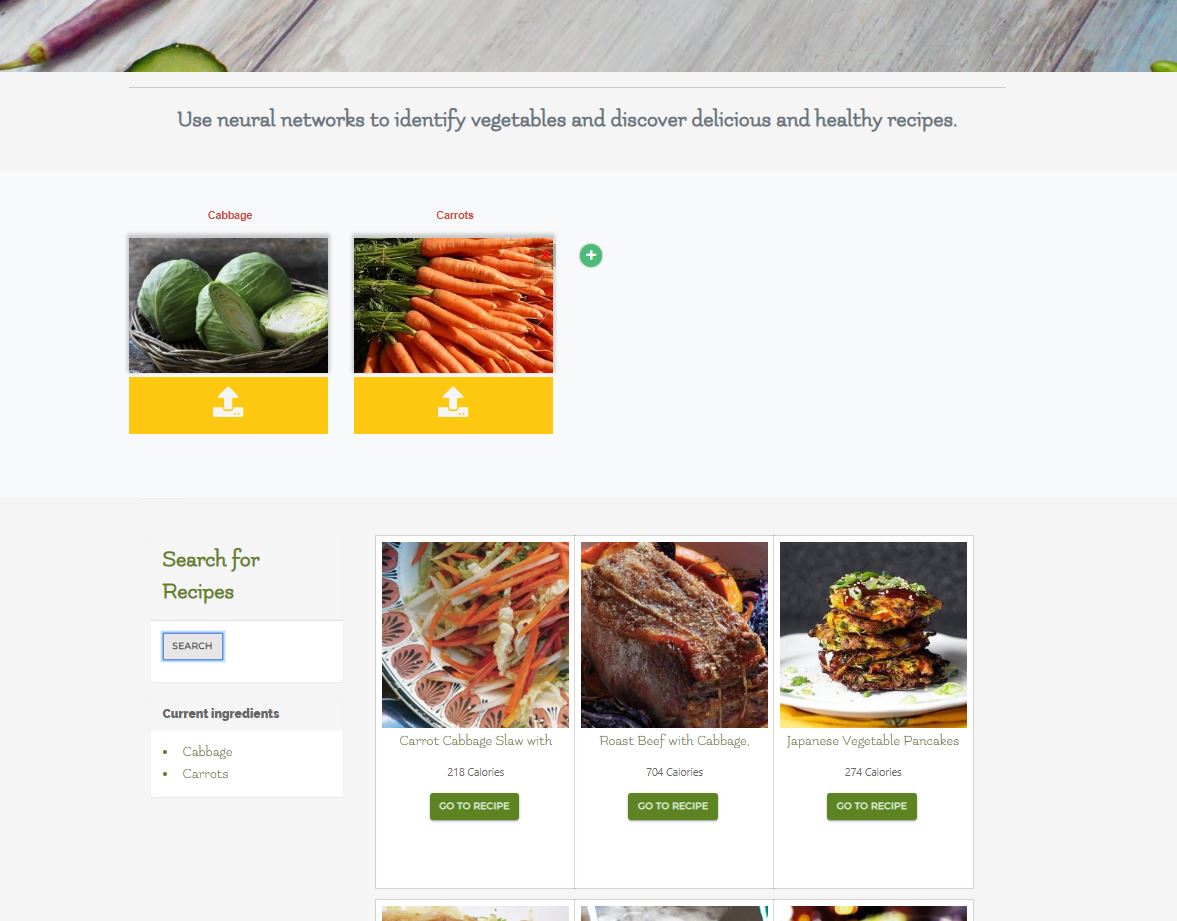 Use neural networks to identify vegetables and discover delicious and healthy recipes.
Cabbage
Carrots
Search for
Recipes
SEARCH
Current ingredients
Cabbage
Carrots
Carrot Cabbage Slaw with
218 Calories
GO TO RECIPE
Roast Beef with Cabbage,
704 Calories
GO TO RECIPE
Japanese Vegetable Pancakes
274 Calories
GO TO RECIPE